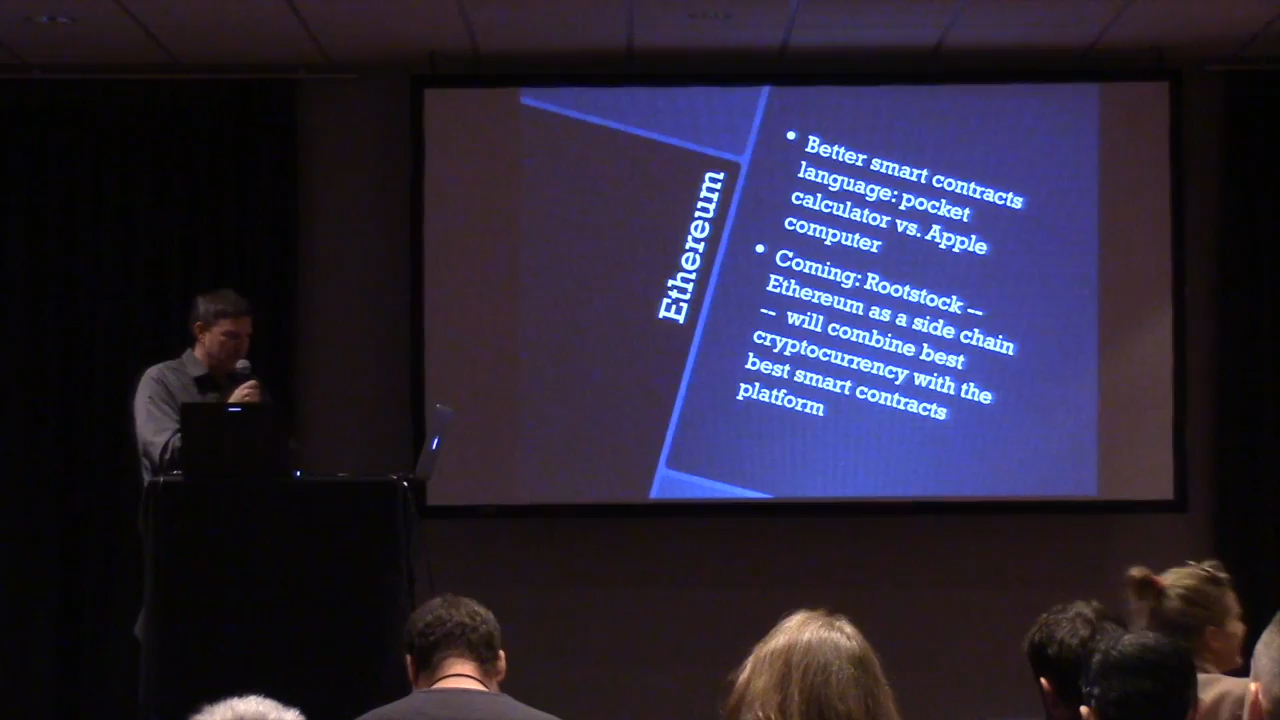 Ethereum
• Better smart contracts
language: pocket
calculator vs. Apple
computer
• Coming: Rootstock --
Ethereum as a side chain
-- will combine best
cryptocurrency with the
best smart contracts
platform